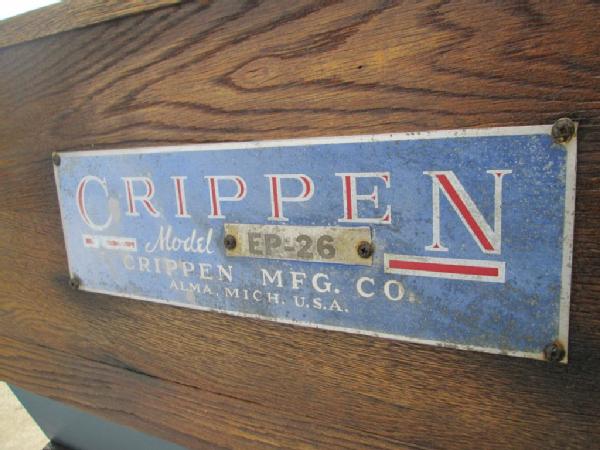 CRIPPEN
Model EP-26
CRIPPEN MFG. CO.
ALMA, MICH. U.S.A.